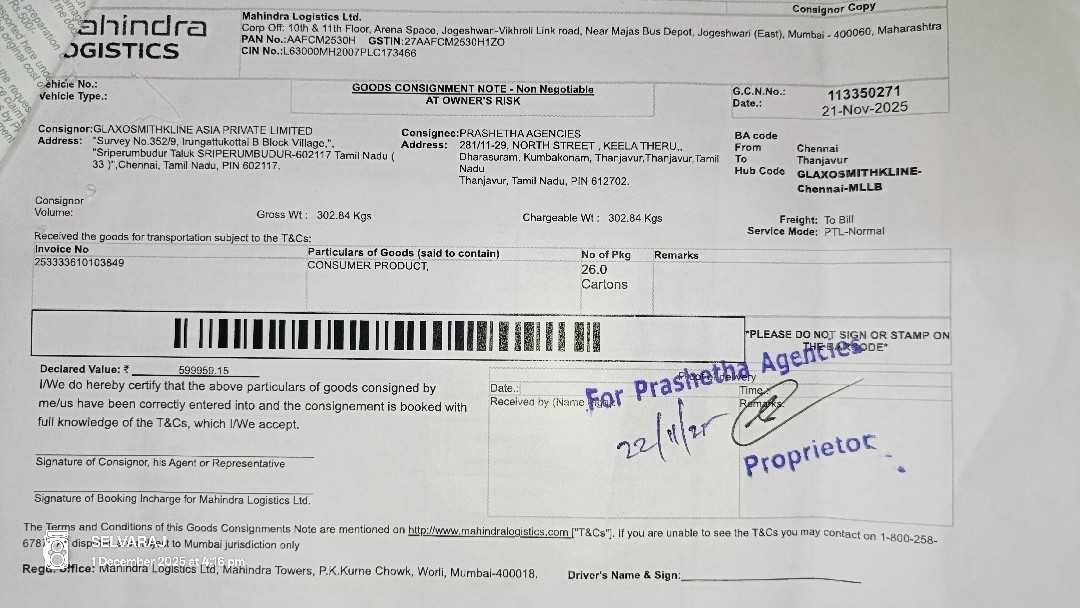 Consignor Copy
ahindra
OGISTICS
Mahindra Logistics Ltd.
Corp Off: 10th & 11th Floor, Arena Space, Jogeshwar-Vikhroli Link road, Near Majas Bus Depot, Jogeshwari (East), Mumbai - 400060, Maharashtra
PAN No.:AAFCM2530H GSTIN:27AAFCM2530H1ZO
CIN No.:L63000MH2007PLC173466
Vehicle No.:
Vehicle Type.:
GOODS CONSIGNMENT NOTE - Non Negotiable
AT OWNER'S RISK
G.C.N.No.: 113350271
Date.: 21-Nov-2025
Consignor:GLAXOSMITHKLINE ASIA PRIVATE LIMITED
Address: "Survey No.352/9, Irungattukottai B Block Village,",
"Sriperumbudur Taluk SRIPERUMBUDUR-602117 Tamil Nadu (
33 )",Chennai, Tamil Nadu, PIN 602117.
Consignee:PRASHETHA AGENCIES
Address: 281/11-29, NORTH STREET , KEELA THERU,,
Dharasuram, Kumbakonam, Thanjavur,Thanjavur,Tamil
Nadu
Thanjavur, Tamil Nadu, PIN 612702.
BA code
From Chennai
To Thanjavur
Hub Code GLAXOSMITHKLINE-
Chennai-MLLB
Consignor
Volume:
Gross Wt : 302.84 Kgs
Chargeable Wt : 302.84 Kgs
Freight: To Bill
Service Mode: PTL-Normal
Received the goods for transportation subject to the T&Cs:
Invoice No
Particulars of Goods (said to contain)
No of Pkg
Remarks
253333610103849
CONSUMER PRODUCT,
26.0
Cartons
"PLEASE DO NOT SIGN OR STAMP ON
THE BARCODE"
Declared Value: ₹ 599959.15
I/We do hereby certify that the above particulars of goods consigned by
me/us have been correctly entered into and the consignement is booked with
full knowledge of the T&Cs, which I/We accept.
Date.:
Received by (Name
Time.:
Remarks:
For Prashetha Agencies
22/11/25
Proprietor
Signature of Consignor, his Agent or Representative
Signature of Booking Incharge for Mahindra Logistics Ltd.
The Terms and Conditions of this Goods Consignments Note are mentioned on http://www.mahindralogistics.com ["T&Cs"]. If you are unable to see the T&Cs you may contact on 1-800-258-
to Mumbai jurisdiction only
SELVARAJ
1 December 2025 at 4:16 pm
Regd. Office: Mahindra Logistics Ltd, Mahindra Towers, P.K.Kurne Chowk, Worli, Mumbai-400018.
Driver's Name & Sign: